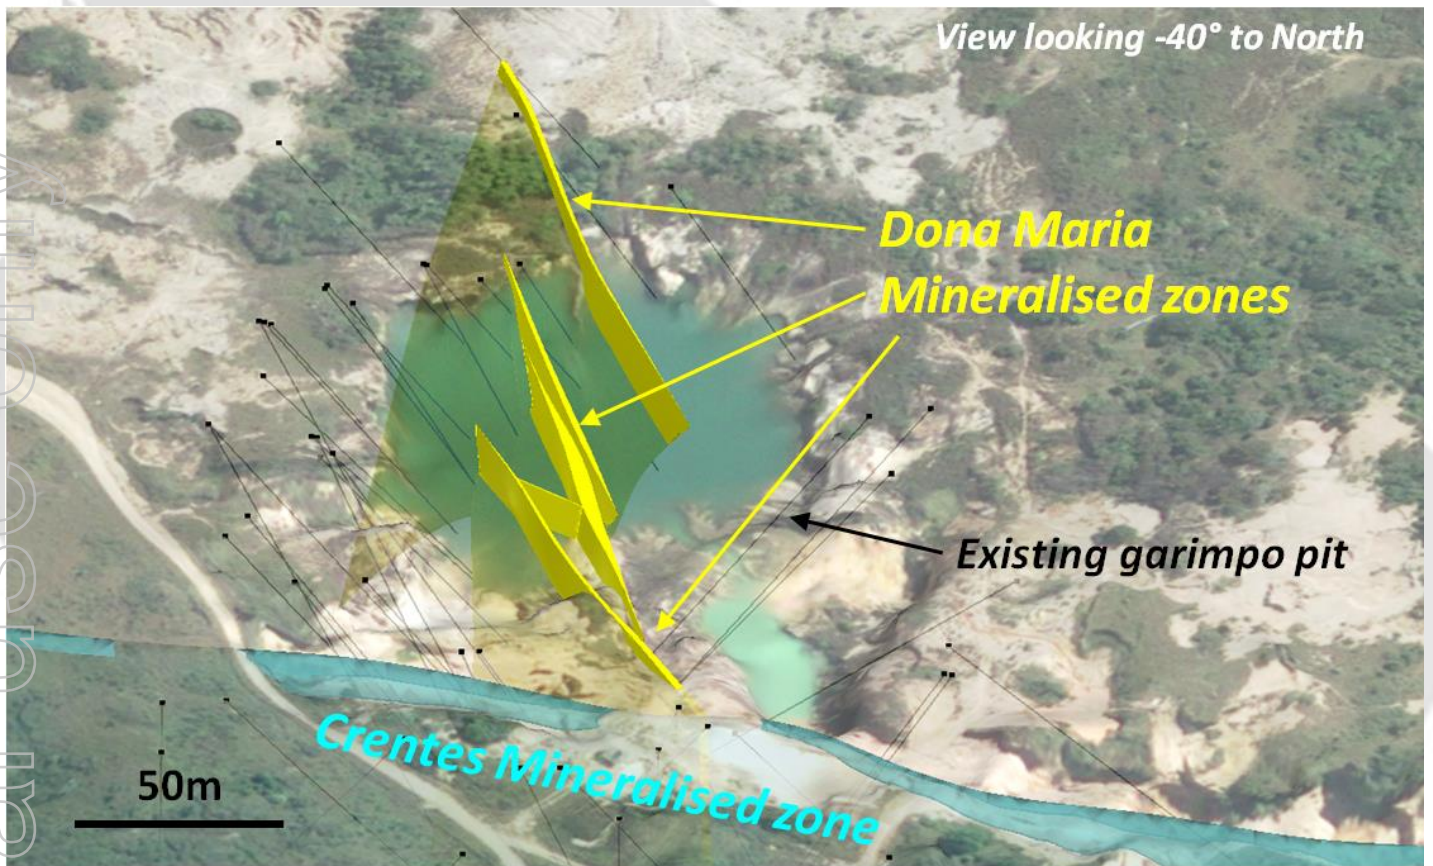 View looking -40° to North
Dona Maria
Mineralised zones
Existing garimpo pit
Crentes Mineralised zone
50m